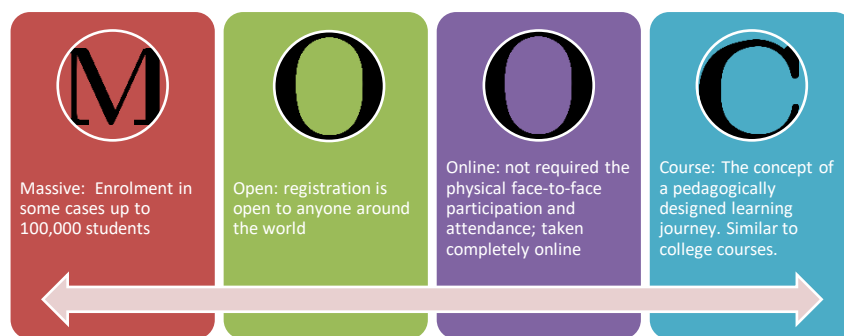 M
O
O
C
Massive:  Enrolment in
some cases up to
100,000 students
Open: registration is
open to anyone around
the world
Online: not required the
physical face-to-face
participation and
attendance; taken
completely online
Course: The concept of
a pedagogically
designed learning
journey. Similar to
college courses.